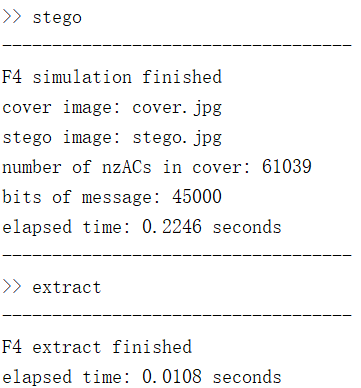 >> stego
-----------------------------------
F4 simulation finished
cover image: cover.jpg
stego image: stego.jpg
number of nzACs in cover: 61039
bits of message: 45000
elapsed time: 0.2246 seconds
-----------------------------------
>> extract
-----------------------------------
F4 extract finished
elapsed time: 0.0108 seconds